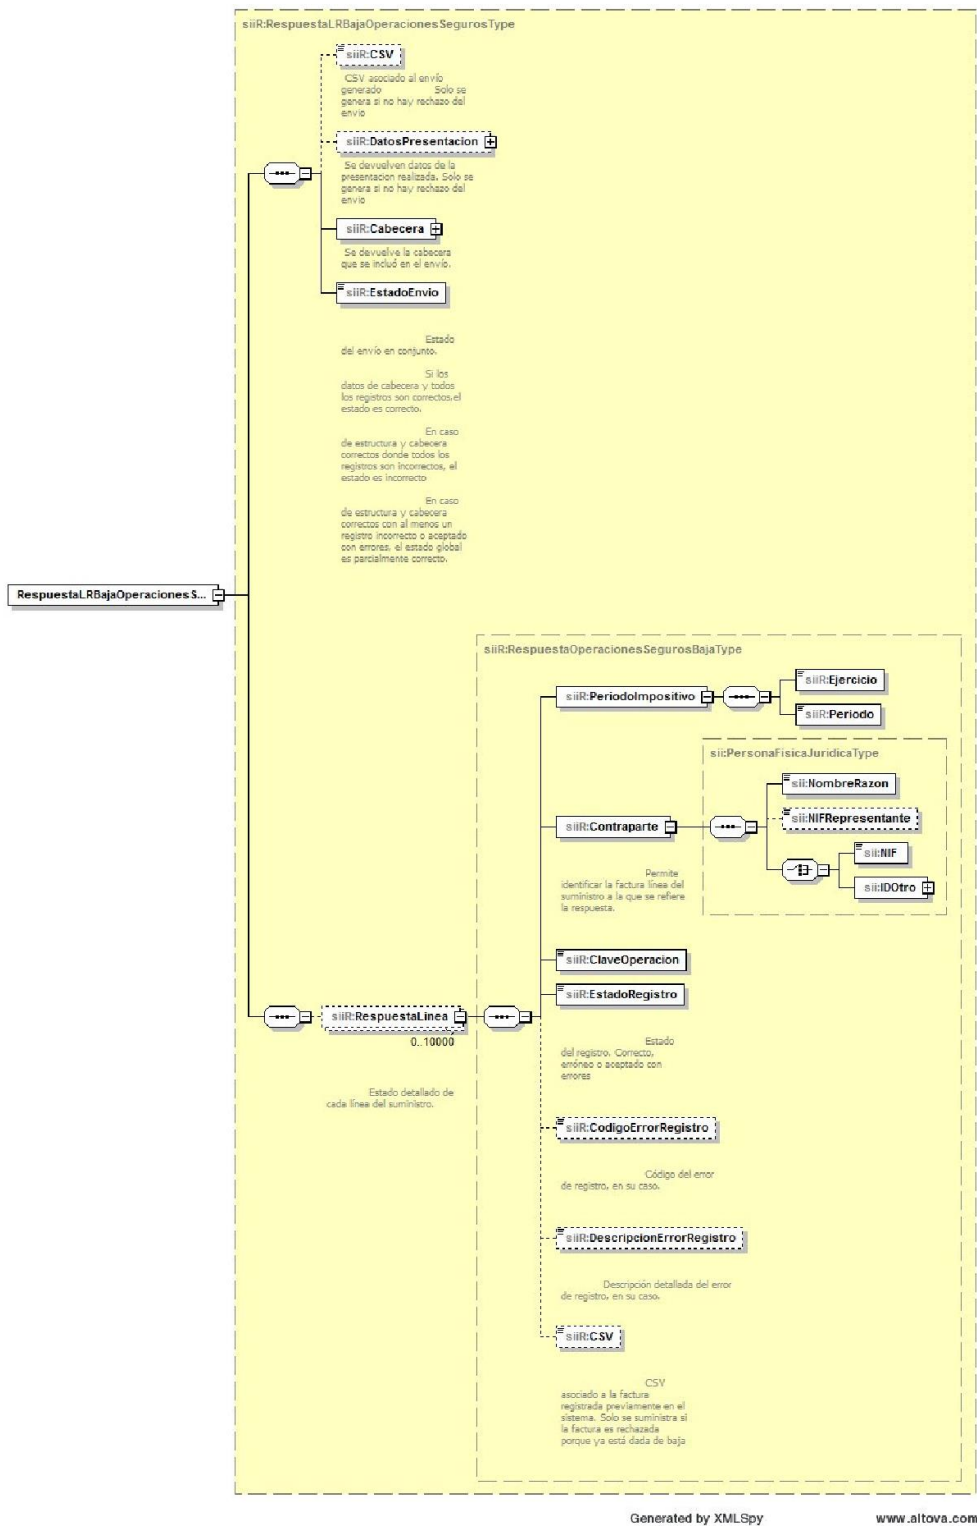 siiR:RespuestaLRBajaOperacionesSegurosType
siiR:CSV
CSV asociado al envío
generado Solo se
genera si no hay rechazo del
envio
siiR:DatosPresentacion
Se devuelven datos de la
presentacion realizada. Solo se
genera si no hay rechazo del
envio
siiR:Cabecera
Se devuelve la cabecera
que se incluó en el envío.
siiR:EstadoEnvio
Estado
del envío en conjunto.
Si los
datos de cabecera y todos
los registros son correctos,el
estado es correcto.
En caso
de estructura y cabecera
correctos donde todos los
registros son incorrectos, el
estado es incorrecto
En caso
de estructura y cabecera
correctos con al menos un
registro incorrecto o aceptado
con errores, el estado global
es parcialmente correcto.
RespuestaLRBajaOperacionesS...
siiR:RespuestaOperacionesSegurosBajaType
siiR:PeriodoImpositivo
siiR:Ejercicio
siiR:Periodo
sii:PersonaFisicaJuridicaType
sii:NombreRazon
sii:NIFRepresentante
siiR:Contraparte
sii:NIF
sii:IDOtro
Permite
identificar la factura línea del
suministro a la que se refiere
la respuesta.
siiR:ClaveOperacion
siiR:EstadoRegistro
siiR:RespuestaLinea
0..10000
Estado
del registro. Correcto,
erróneo o aceptado con
errores
Estado detallado de
cada línea del suministro.
siiR:CodigoErrorRegistro
Código del error
de registro, en su caso.
siiR:DescripcionErrorRegistro
Descripción detallada del error
de registro, en su caso.
siiR:CSV
CSV
asociado a la factura
registrada previamente en el
sistema. Solo se suministra si
la factura es rechazada
porque ya está dada de baja
Generated by XMLSpy
www.altova.com